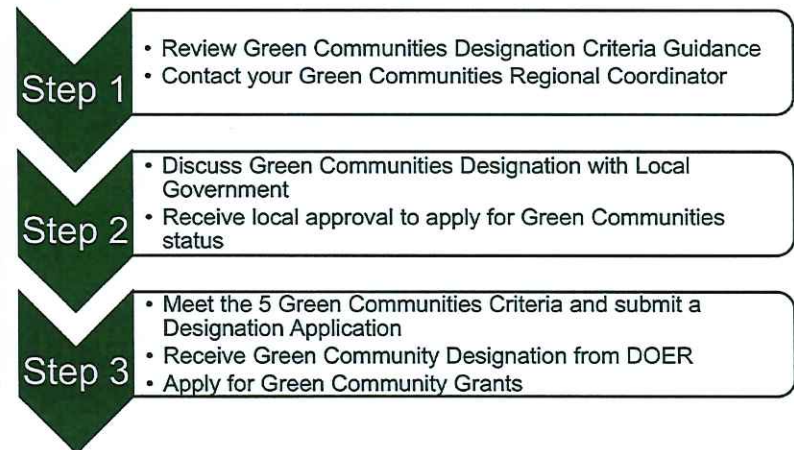 Step 1
• Review Green Communities Designation Criteria Guidance
• Contact your Green Communities Regional Coordinator
Step 2
• Discuss Green Communities Designation with Local
Government
• Receive local approval to apply for Green Communities
status
Step 3
• Meet the 5 Green Communities Criteria and submit a
Designation Application
• Receive Green Community Designation from DOER
• Apply for Green Community Grants